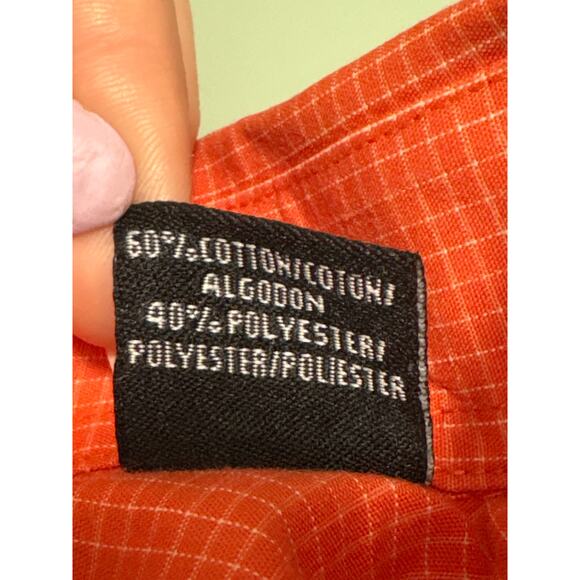 60% COTTON/COTON/
ALGODON
40% POLYESTER/
POLYESTER/POLIESTER